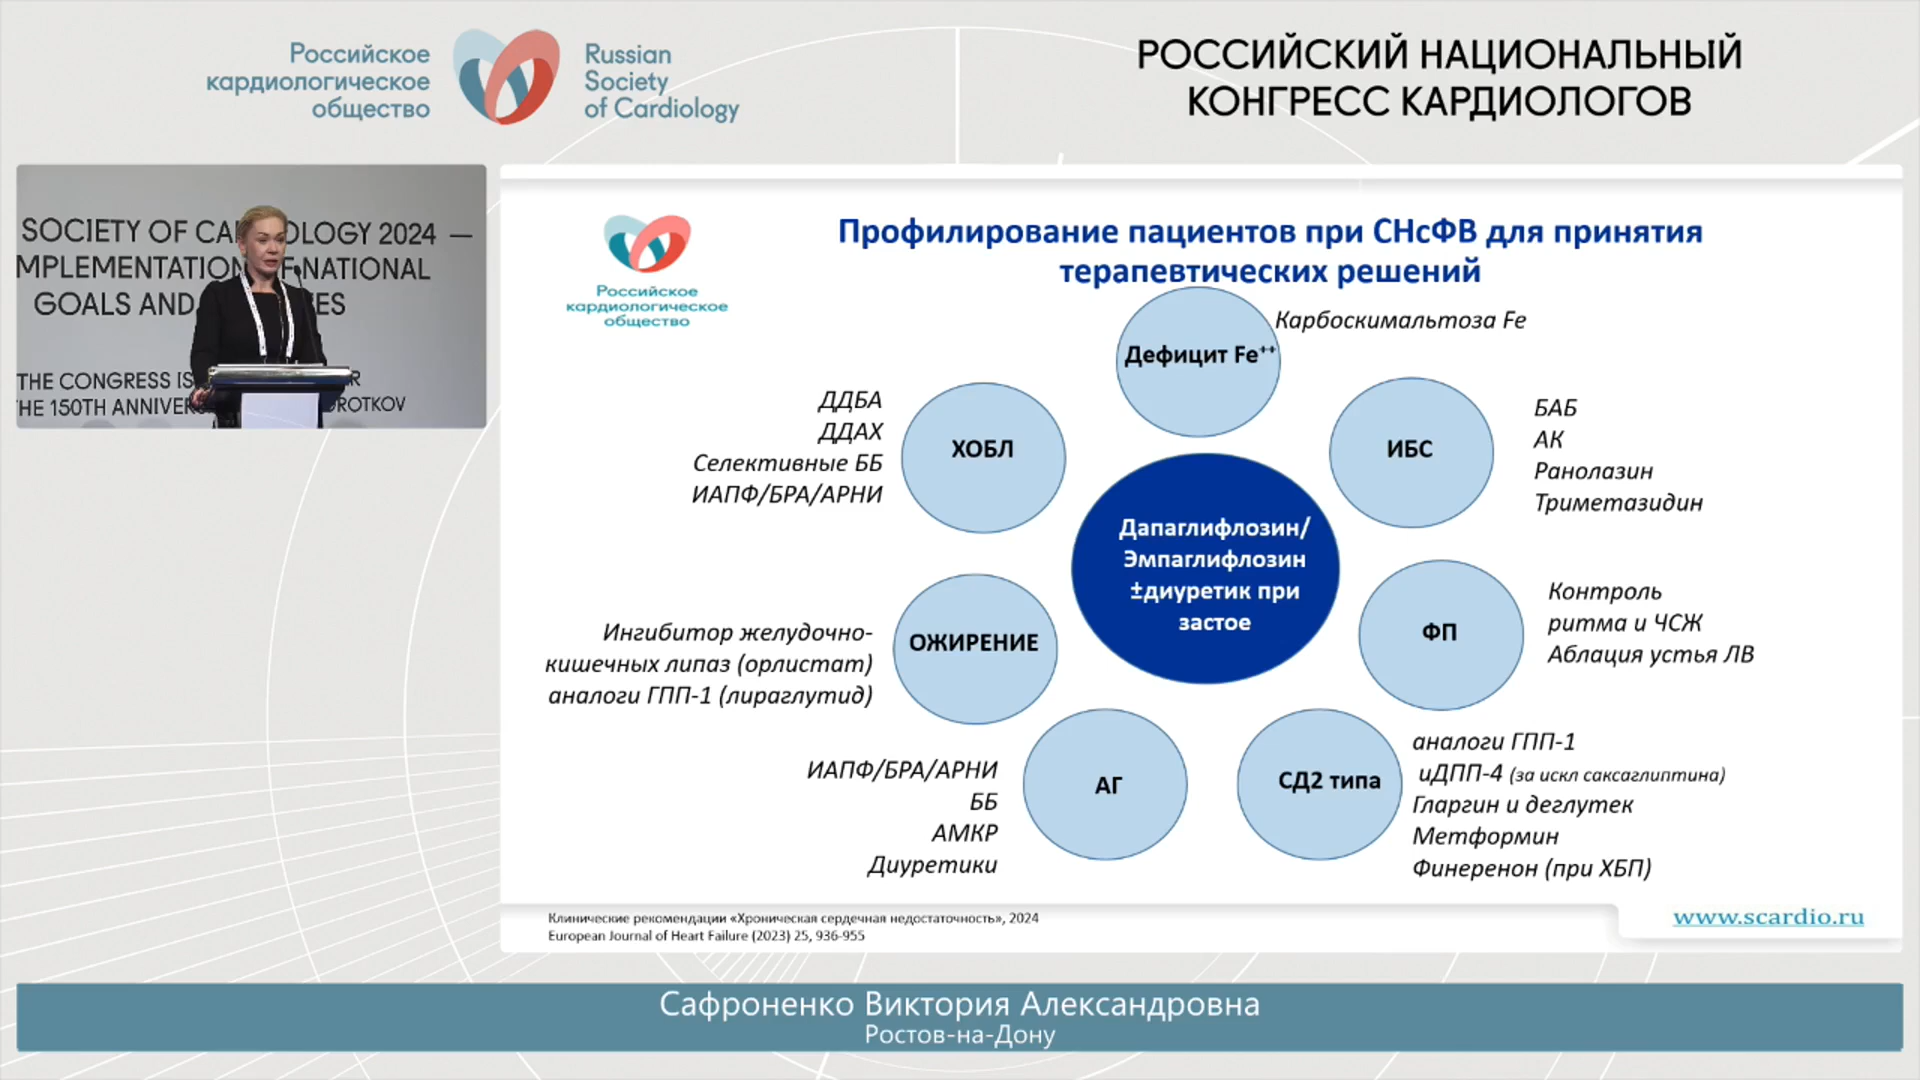 Российское
кардиологическое
общество
Russian
Society
of Cardiology
РОССИЙСКИЙ НАЦИОНАЛЬНЫЙ
КОНГРЕСС КАРДИОЛОГОВ
SOCIETY OF CA OLOGY 2024 —
MPLEMENTATION F NATIONAL
GOALS AND ES
THE CONGRESS IS R
HE 150TH ANNIVER OROTKOV
Российское
кардиологическое
общество
Профилирование пациентов при СНсФВ для принятия
терапевтических решений
Дефицит Fe⁺⁺
Карбоскимальтоза Fe
ХОБЛ
ДДБА
ДДАХ
Селективные ББ
ИАПФ/БРА/АРНИ
ИБС
БАБ
АК
Ранолазин
Триметазидин
Дапаглифлозин/
Эмпаглифлозин
±диуретик при
застое
ОЖИРЕНИЕ
Ингибитор желудочно-
кишечных липаз (орлистат)
аналоги ГПП-1 (лираглутид)
ФП
Контроль
ритма и ЧСЖ
Аблация устья ЛВ
АГ
ИАПФ/БРА/АРНИ
ББ
АМКР
Диуретики
СД2 типа
аналоги ГПП-1
иДПП-4 (за искл саксаглиптина)
Гларгин и деглутек
Метформин
Финеренон (при ХБП)
Клинические рекомендации «Хроническая сердечная недостаточность», 2024
European Journal of Heart Failure (2023) 25, 936-955
www.scardio.ru
Сафроненко Виктория Александровна
Ростов-на-Дону